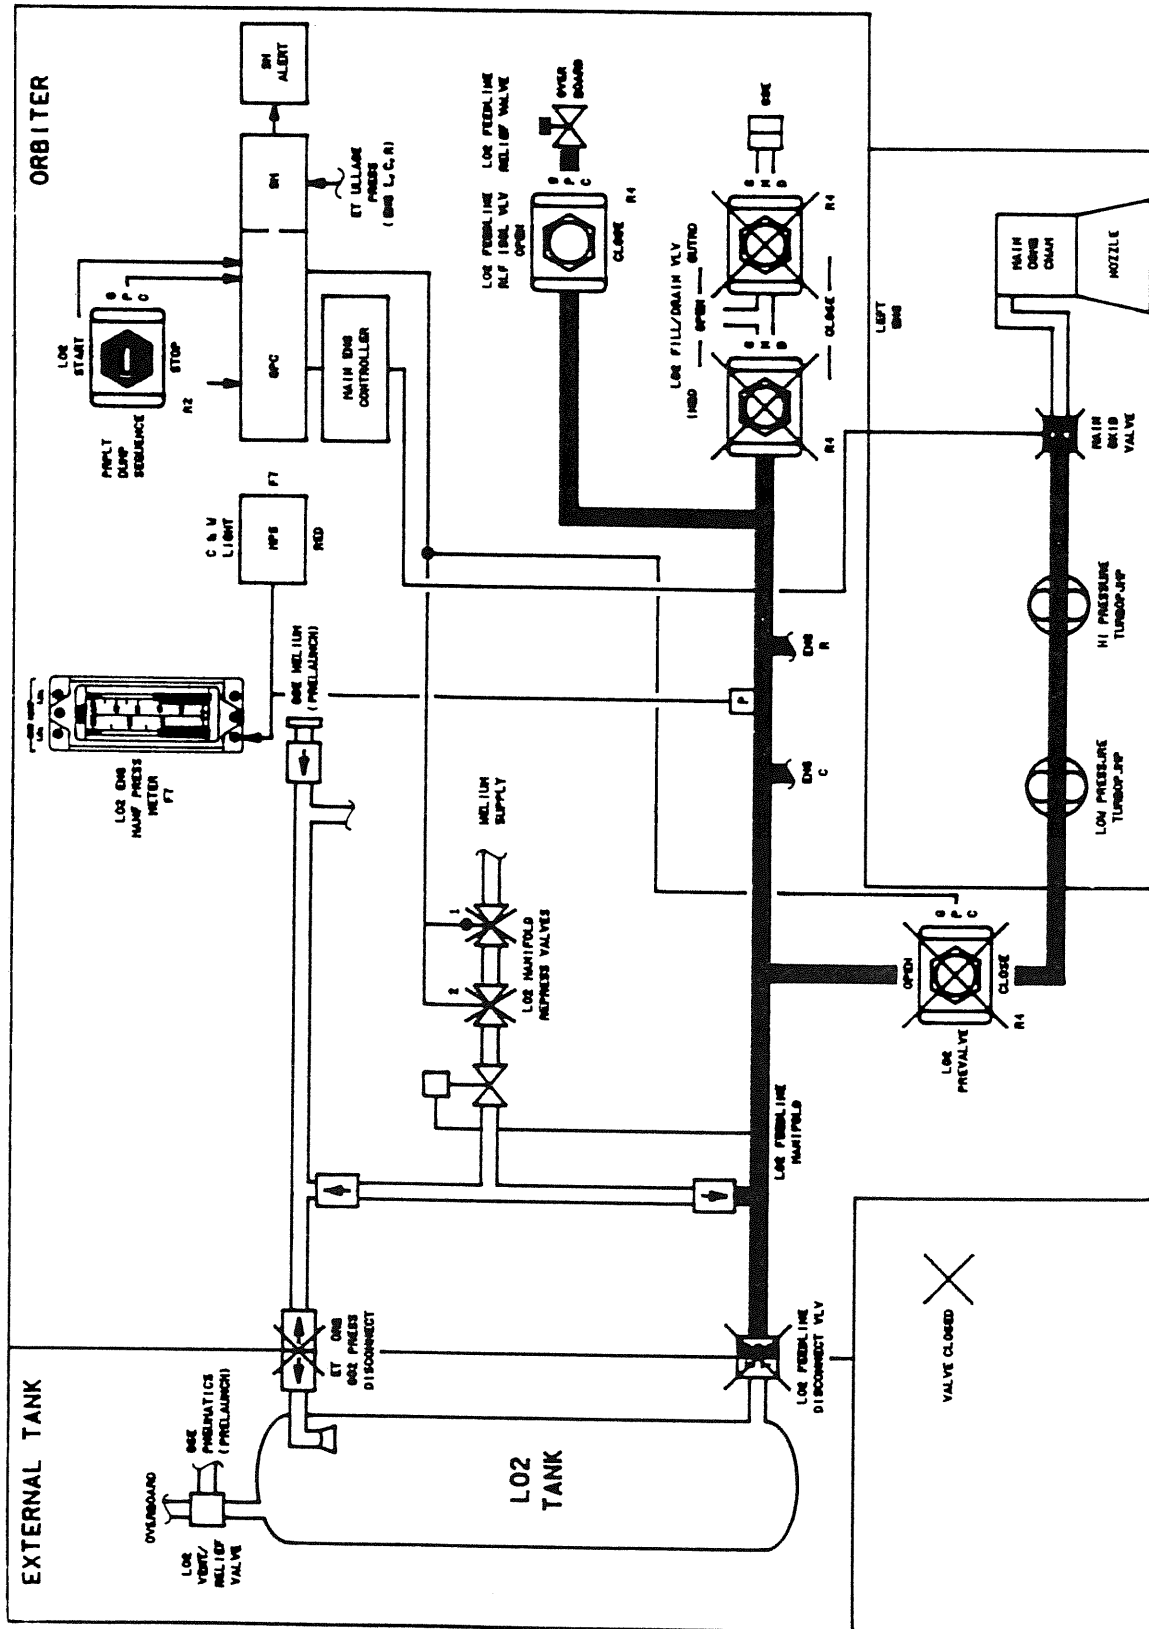 EXTERNAL TANK
ORBITER
OVERBOARD
GSE
PNEUMATICS
(PRELAUNCH)
LO2
VENT/
RELIEF
VALVE
LO2
TANK
ET ORB
GO2 PRESS
DISCONNECT
LO2 FEEDLINE
DISCONNECT VLV
VALVE CLOSED
LO2 ENG
MANF PRESS
METER
F7
GSE HELIUM
(PRELAUNCH)
HELIUM
SUPPLY
1
2
LO2 MANIFOLD
REPRESS VALVES
LO2 FEEDLINE
MANIFOLD
P
ENG
C
ENG
R
OPEN
G
P
C
CLOSE
R4
LO2
PREVALVE
LOW PRESSURE
TURBOPUMP
HI PRESSURE
TURBOPUMP
C & W
LIGHT
MPS
F7
RED
PRPLT
DUMP
SEQUENCE
LO2
START
STOP
G
P
C
R2
GPC
SM
SM
ALERT
MAIN ENG
CONTROLLER
ET ULLAGE
PRESS
(ENG L,C,R)
LO2 FEEDLINE
RLF ISOL VLV
OPEN
CLOSE
G
P
C
R4
LO2 FEEDLINE
RELIEF VALVE
OVER
BOARD
LO2 FILL/DRAIN VLV
INBD
OPEN
OUTBD
G
N
D
G
N
D
CLOSE
R4
R4
GSE
LEFT
ENG
MAIN
OXID
VALVE
MAIN
CMB
CHAM
NOZZLE